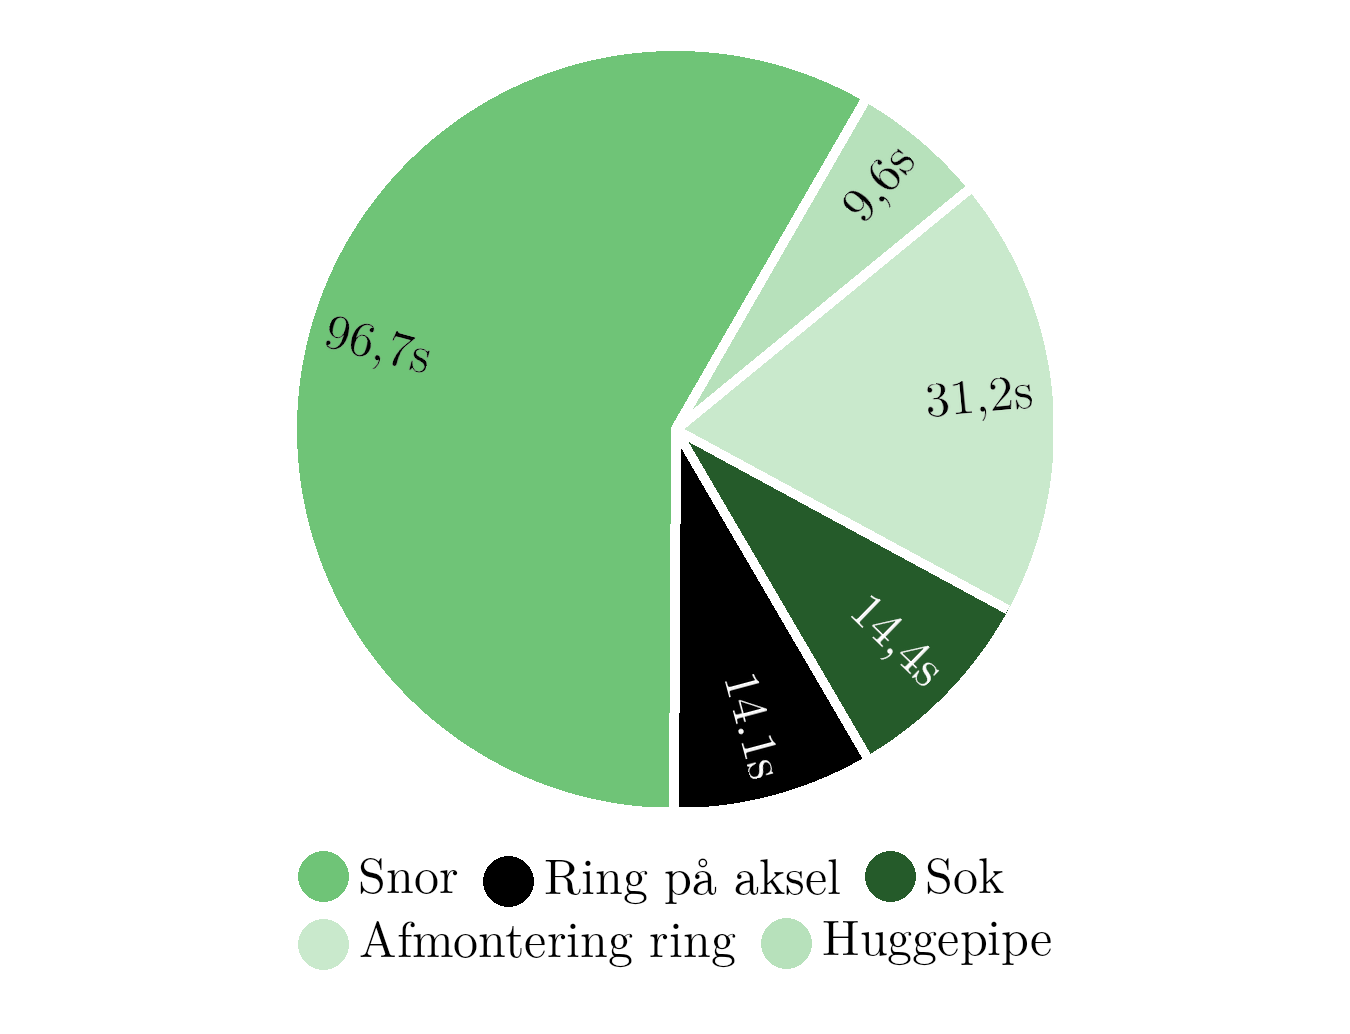 9,6s
96,7s
31,2s
14,4s
14.1s
Snor Ring på aksel Sok
Afmontering ring Huggepipe